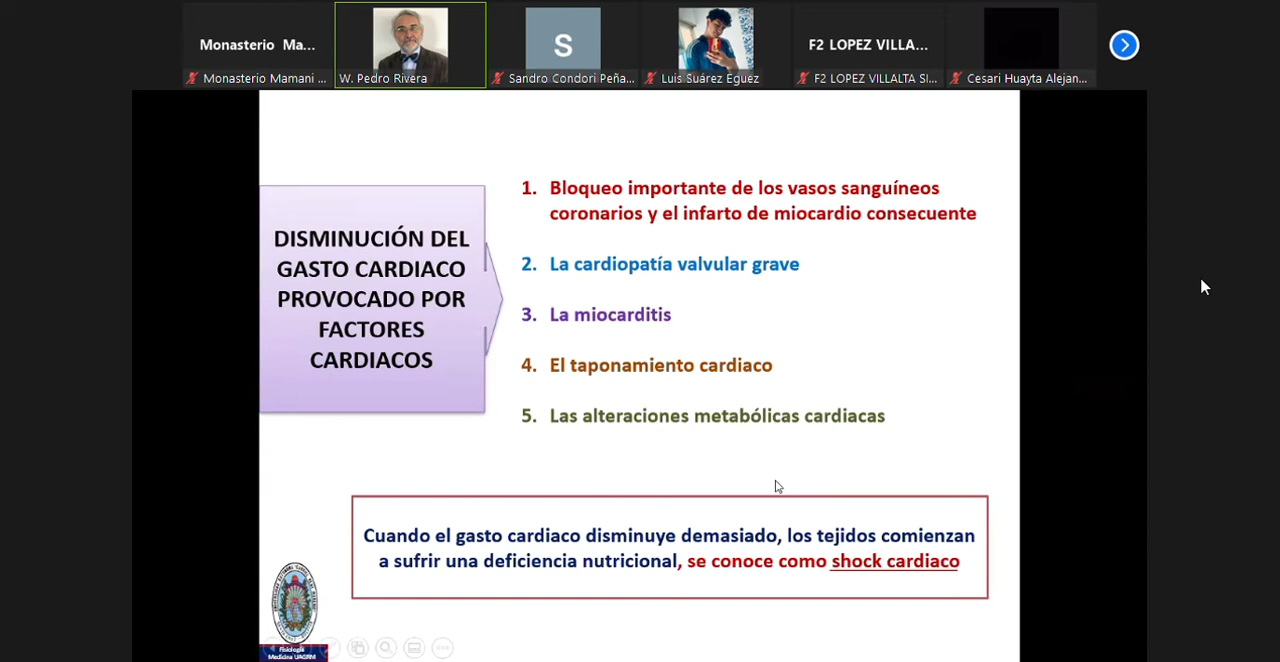 Monasterio Ma...
S
F2 LOPEZ VILLA...
Monasterio Mamani ...
W. Pedro Rivera
Sandro Condori Peña...
Luis Suárez Eguez
F2 LOPEZ VILLALTA SI...
Cesari Huayta Alejan...
DISMINUCIÓN DEL
GASTO CARDIACO
PROVOCADO POR
FACTORES
CARDIACOS
1. Bloqueo importante de los vasos sanguíneos
coronarios y el infarto de miocardio consecuente
2. La cardiopatía valvular grave
3. La miocarditis
4. El taponamiento cardiaco
5. Las alteraciones metabólicas cardiacas
Cuando el gasto cardiaco disminuye demasiado, los tejidos comienzan
a sufrir una deficiencia nutricional, se conoce como shock cardiaco
Fisiología
Medicina UAGRM